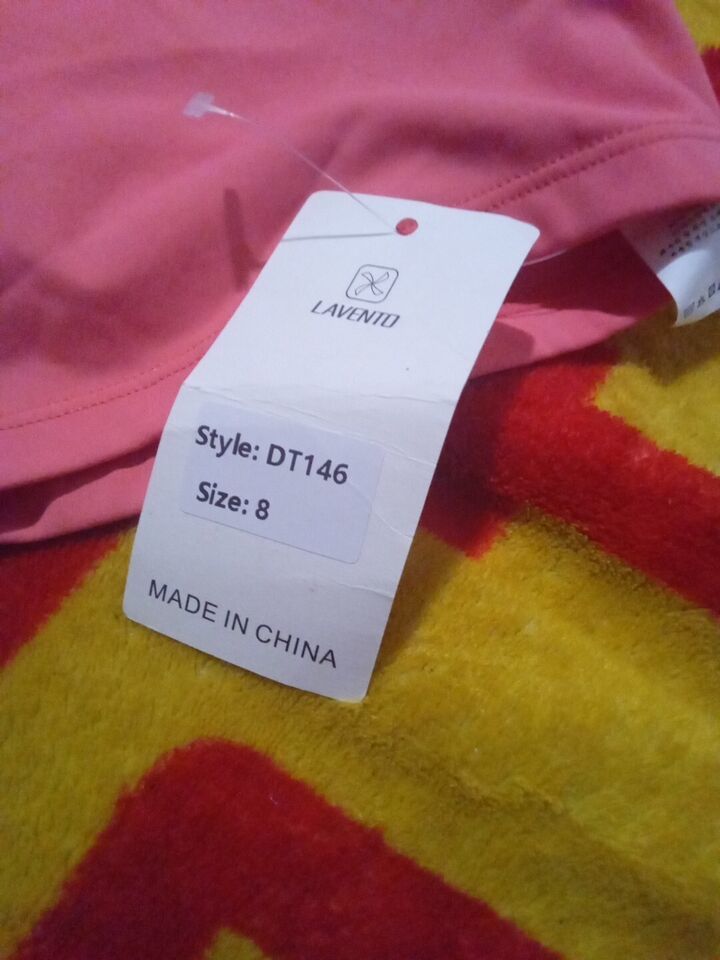 LAVENTO
Style: DT146
Size: 8
MADE IN CHINA